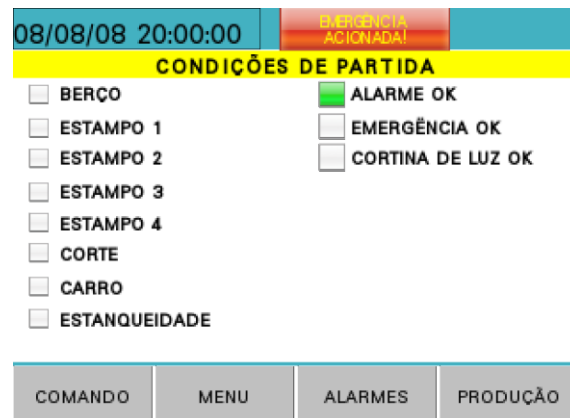 08/08/08 20:00:00
EMERGÊNCIA
ACIONADA!
CONDIÇÕES DE PARTIDA
BERÇO
ALARME OK
ESTAMPO 1
EMERGËNCIA OK
ESTAMPO 2
CORTINA DE LUZ OK
ESTAMPO 3
ESTAMPO 4
CORTE
CARRO
ESTANQUEIDADE
COMANDO
MENU
ALARMES
PRODUÇÃO